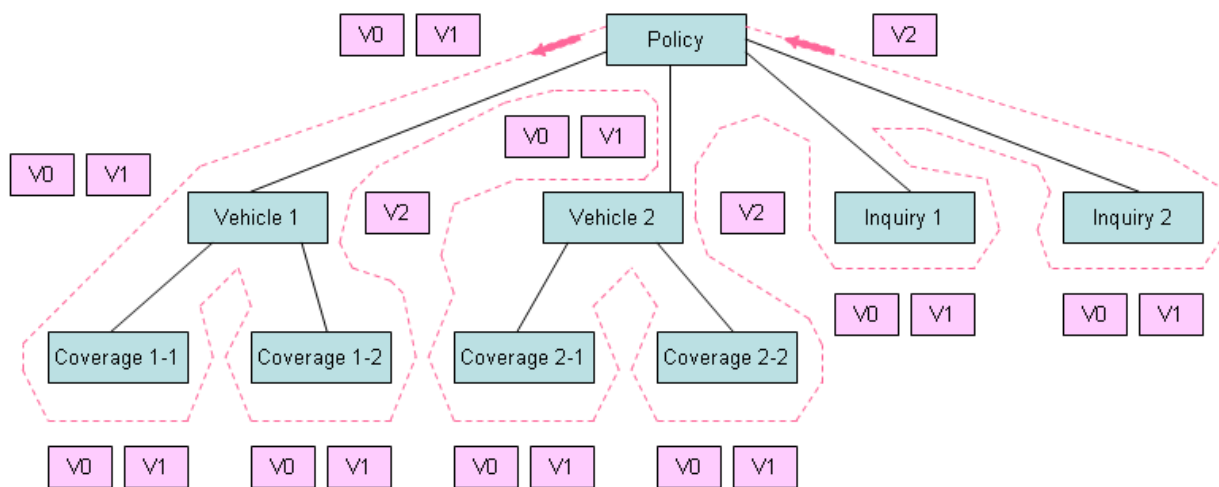 V0 V1 Policy V2
V0 V1
V0 V1
Vehicle 1 V2 Vehicle 2 V2 Inquiry 1 Inquiry 2
V0 V1 V0 V1
Coverage 1-1 Coverage 1-2 Coverage 2-1 Coverage 2-2
V0 V1 V0 V1 V0 V1 V0 V1